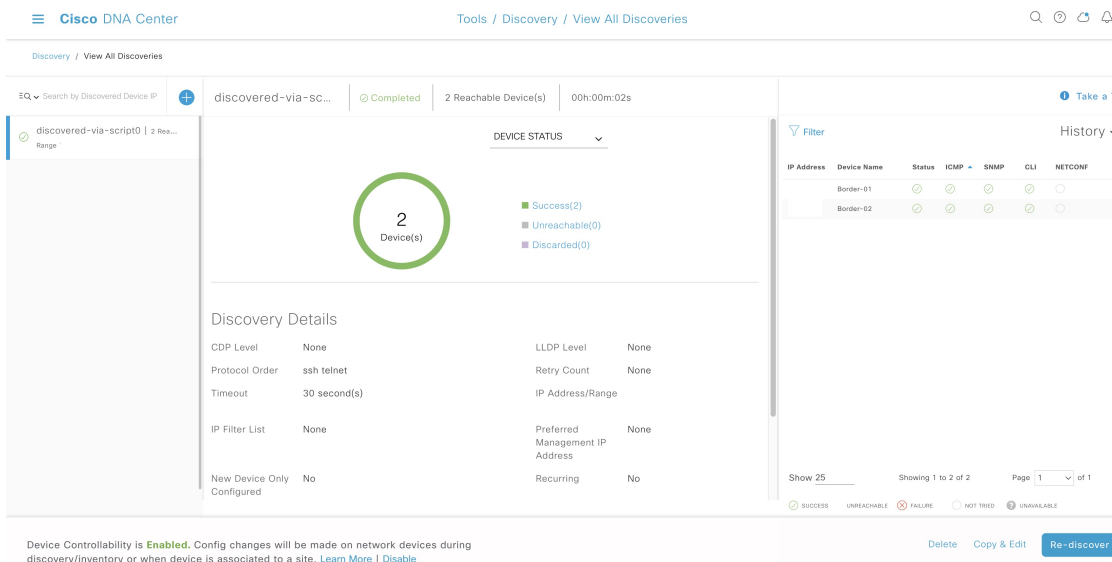 Cisco DNA Center
Tools / Discovery / View All Discoveries
Discovery / View All Discoveries
Search by Discovered Device IP
discovered-via-script0 | 2 Rea...
Range
discovered-via-sc...
Completed
2 Reachable Device(s)
00h:00m:02s
DEVICE STATUS
2
Device(s)
Success(2)
Unreachable(0)
Discarded(0)
Discovery Details
CDP Level None
LLDP Level None
Protocol Order ssh telnet
Retry Count None
Timeout 30 second(s)
IP Address/Range
IP Filter List None
Preferred Management IP Address None
New Device Only Configured No
Recurring No
Take a
Filter
History
IP Address Device Name Status ICMP SNMP CLI NETCONF
Border-01
Border-02
Show 25
Showing 1 to 2 of 2
Page 1 of 1
SUCCESS UNREACHABLE FAILURE NOT TRIED UNAVAILABLE
Device Controllability is Enabled. Config changes will be made on network devices during
discovery/inventory or when device is associated to a site. Learn More | Disable
Delete
Copy & Edit
Re-discover